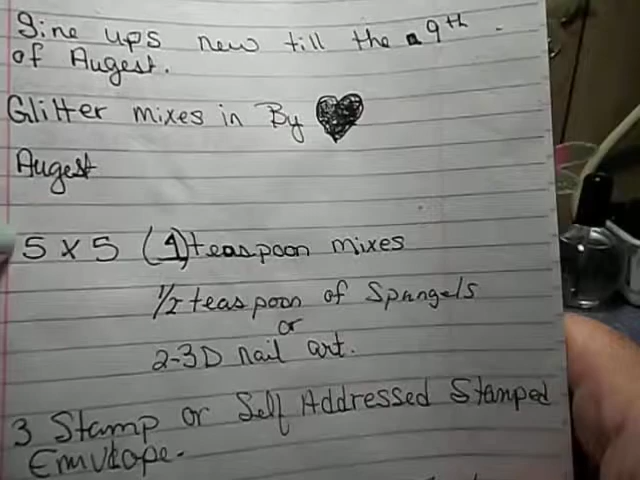 Sine ups new till the 9th
of Augest.
Glitter mixes in By
Augest
5 x 5 (1) teaspoon mixes
1/2 teaspoon of Spangels
or
2-3D nail art.
3 Stamp or Self Addressed Stamped
Envelope.